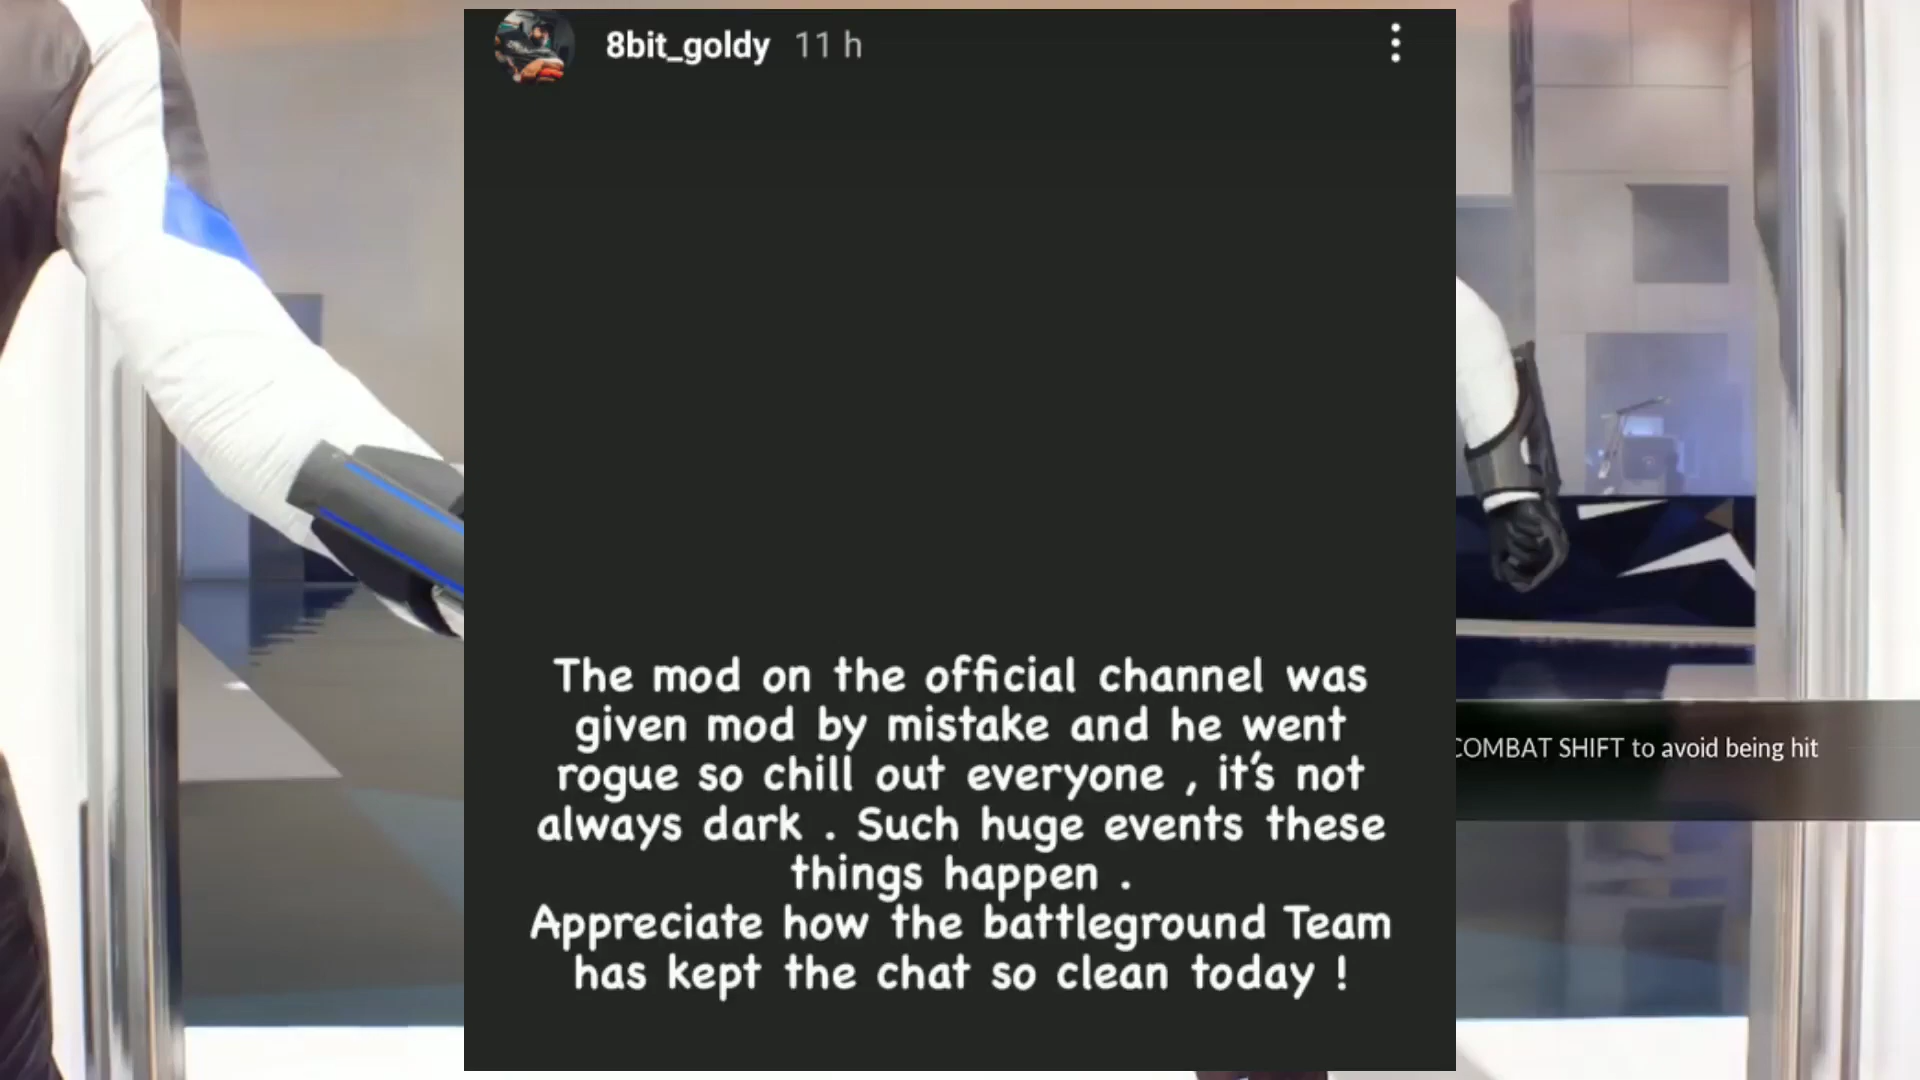 8bit_goldy 11 h
The mod on the official channel was
given mod by mistake and he went
rogue so chill out everyone , it's not
always dark . Such huge events these
things happen .
Appreciate how the battleground Team
has kept the chat so clean today !
COMBAT SHIFT to avoid being hit